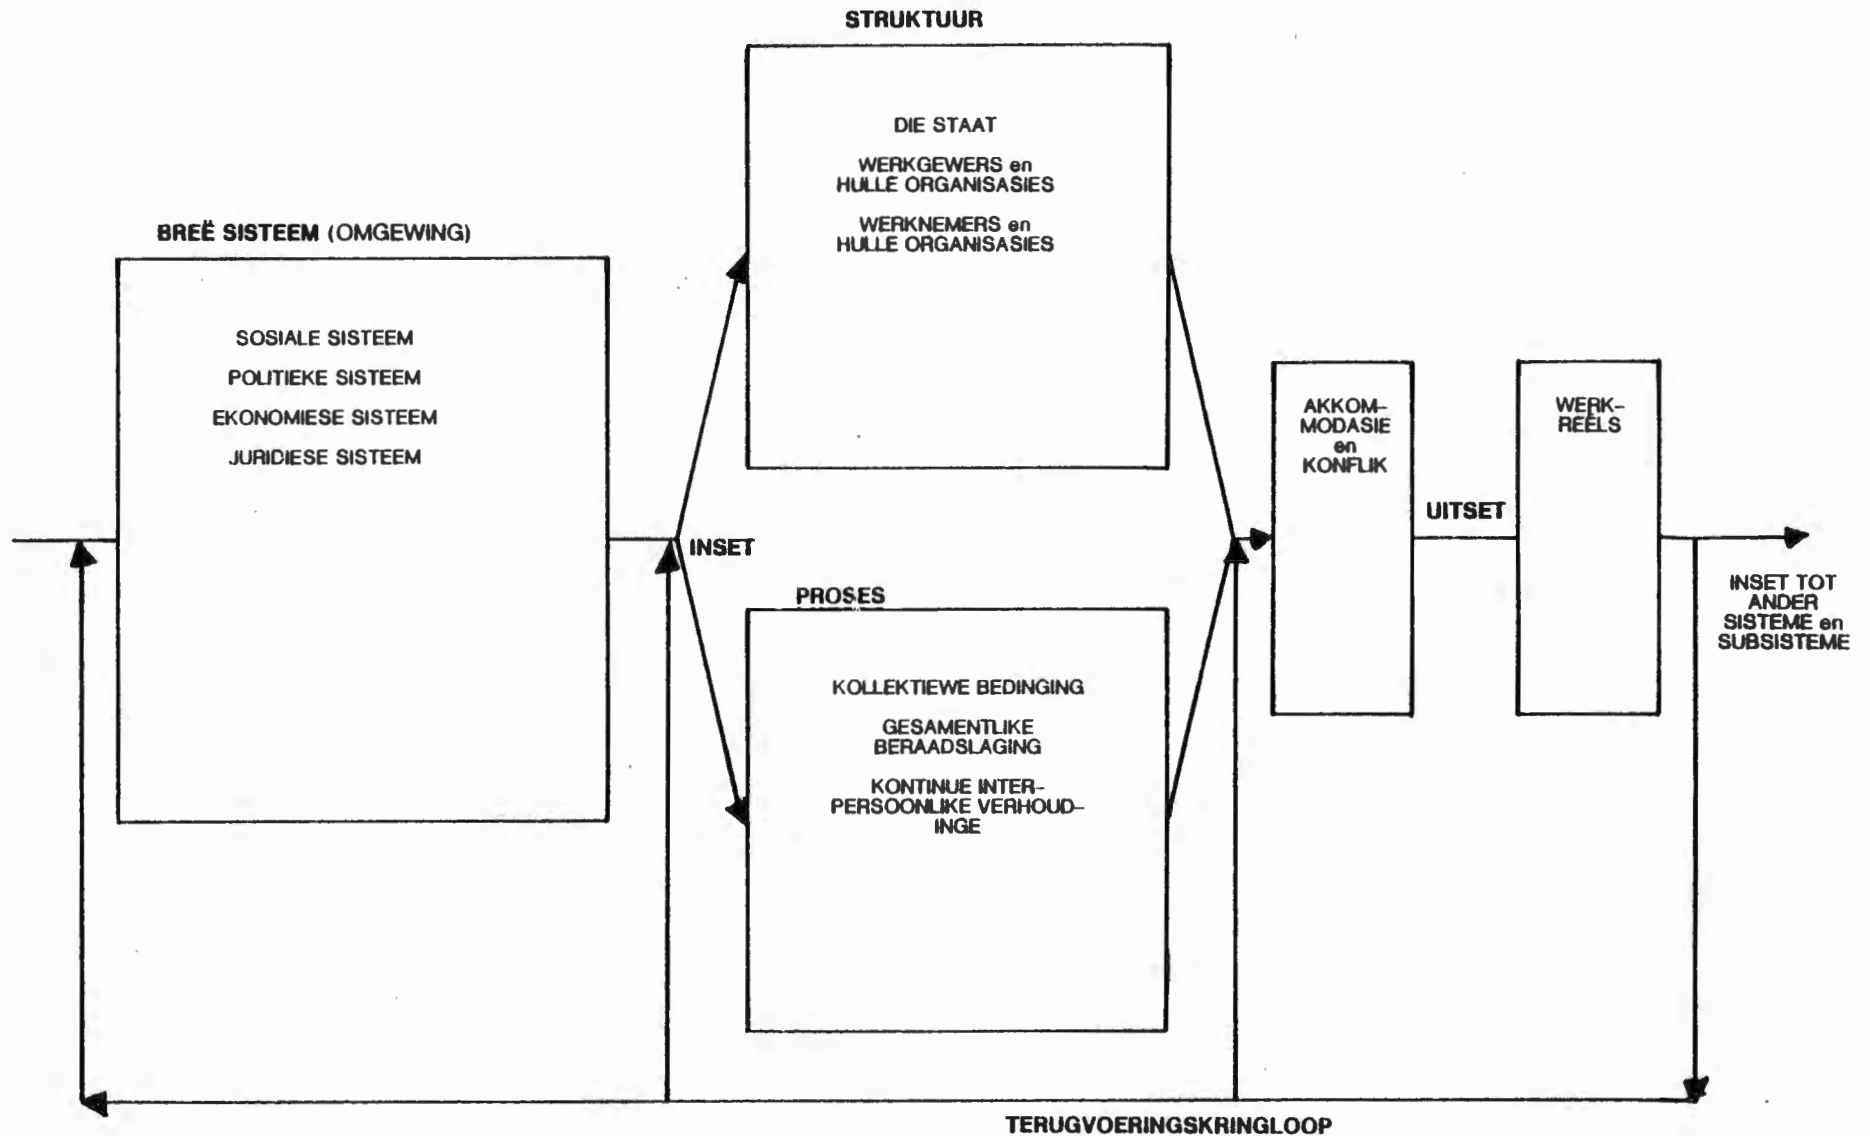 STRUKTUUR
DIE STAAT
WERKGEWERS en
HULLE ORGANISASIES
WERKNEMERS en
HULLE ORGANISASIES
BREË SISTEEM (OMGEWING)
SOSIALE SISTEEM
POLITIEKE SISTEEM
EKONOMIESE SISTEEM
JURIDIESE SISTEEM
INSET
PROSES
KOLLEKTIEWE BEDINGING
GESAMENTLIKE
BERAADSLAGING
KONTINUE INTER-
PERSOONLIKE VERHOUD-
INGE
AKKOM-
MODASIE
en
KONFLIK
UITSET
WERK-
REËLS
INSET TOT
ANDER
SISTEME en
SUBSISTEME
TERUGVOERINGSKRINGLOOP